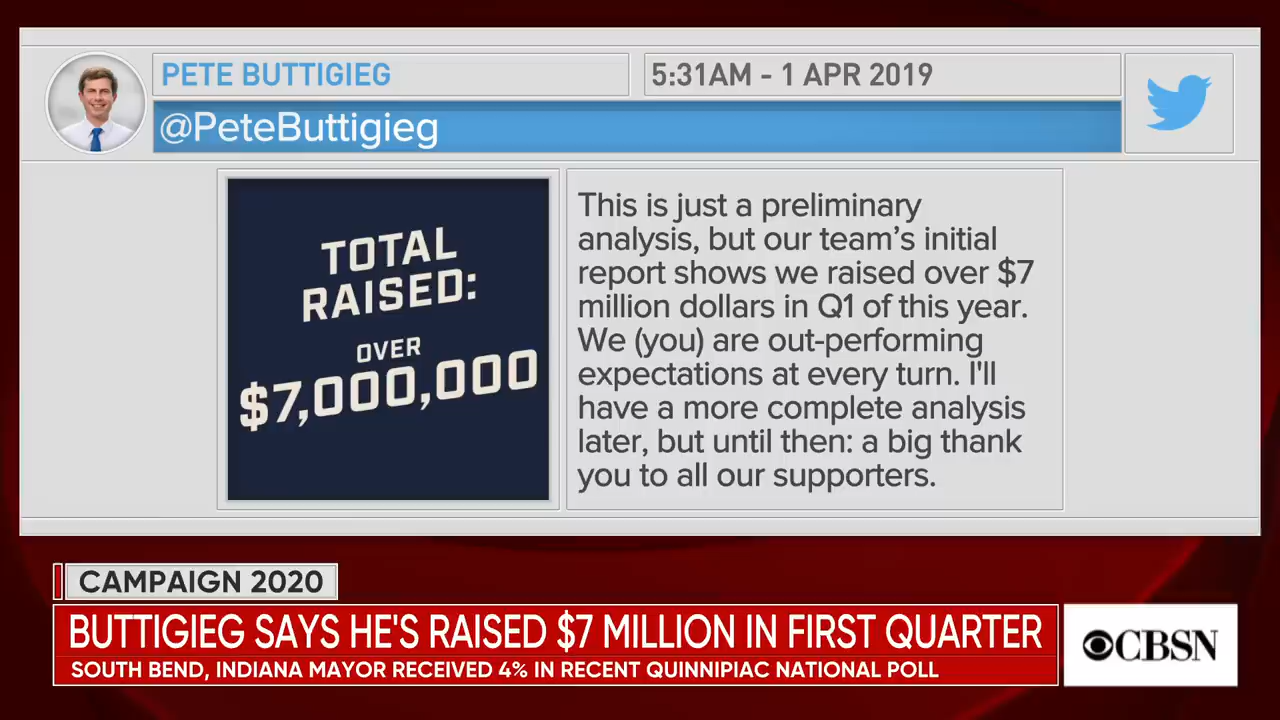 PETE BUTTIGIEG
5:31AM - 1 APR 2019
@PeteButtigieg
TOTAL
RAISED:
OVER
$7,000,000
This is just a preliminary
analysis, but our team’s initial
report shows we raised over $7
million dollars in Q1 of this year.
We (you) are out-performing
expectations at every turn. I'll
have a more complete analysis
later, but until then: a big thank
you to all our supporters.
CAMPAIGN 2020
BUTTIGIEG SAYS HE'S RAISED $7 MILLION IN FIRST QUARTER
SOUTH BEND, INDIANA MAYOR RECEIVED 4% IN RECENT QUINNIPIAC NATIONAL POLL
CBSN